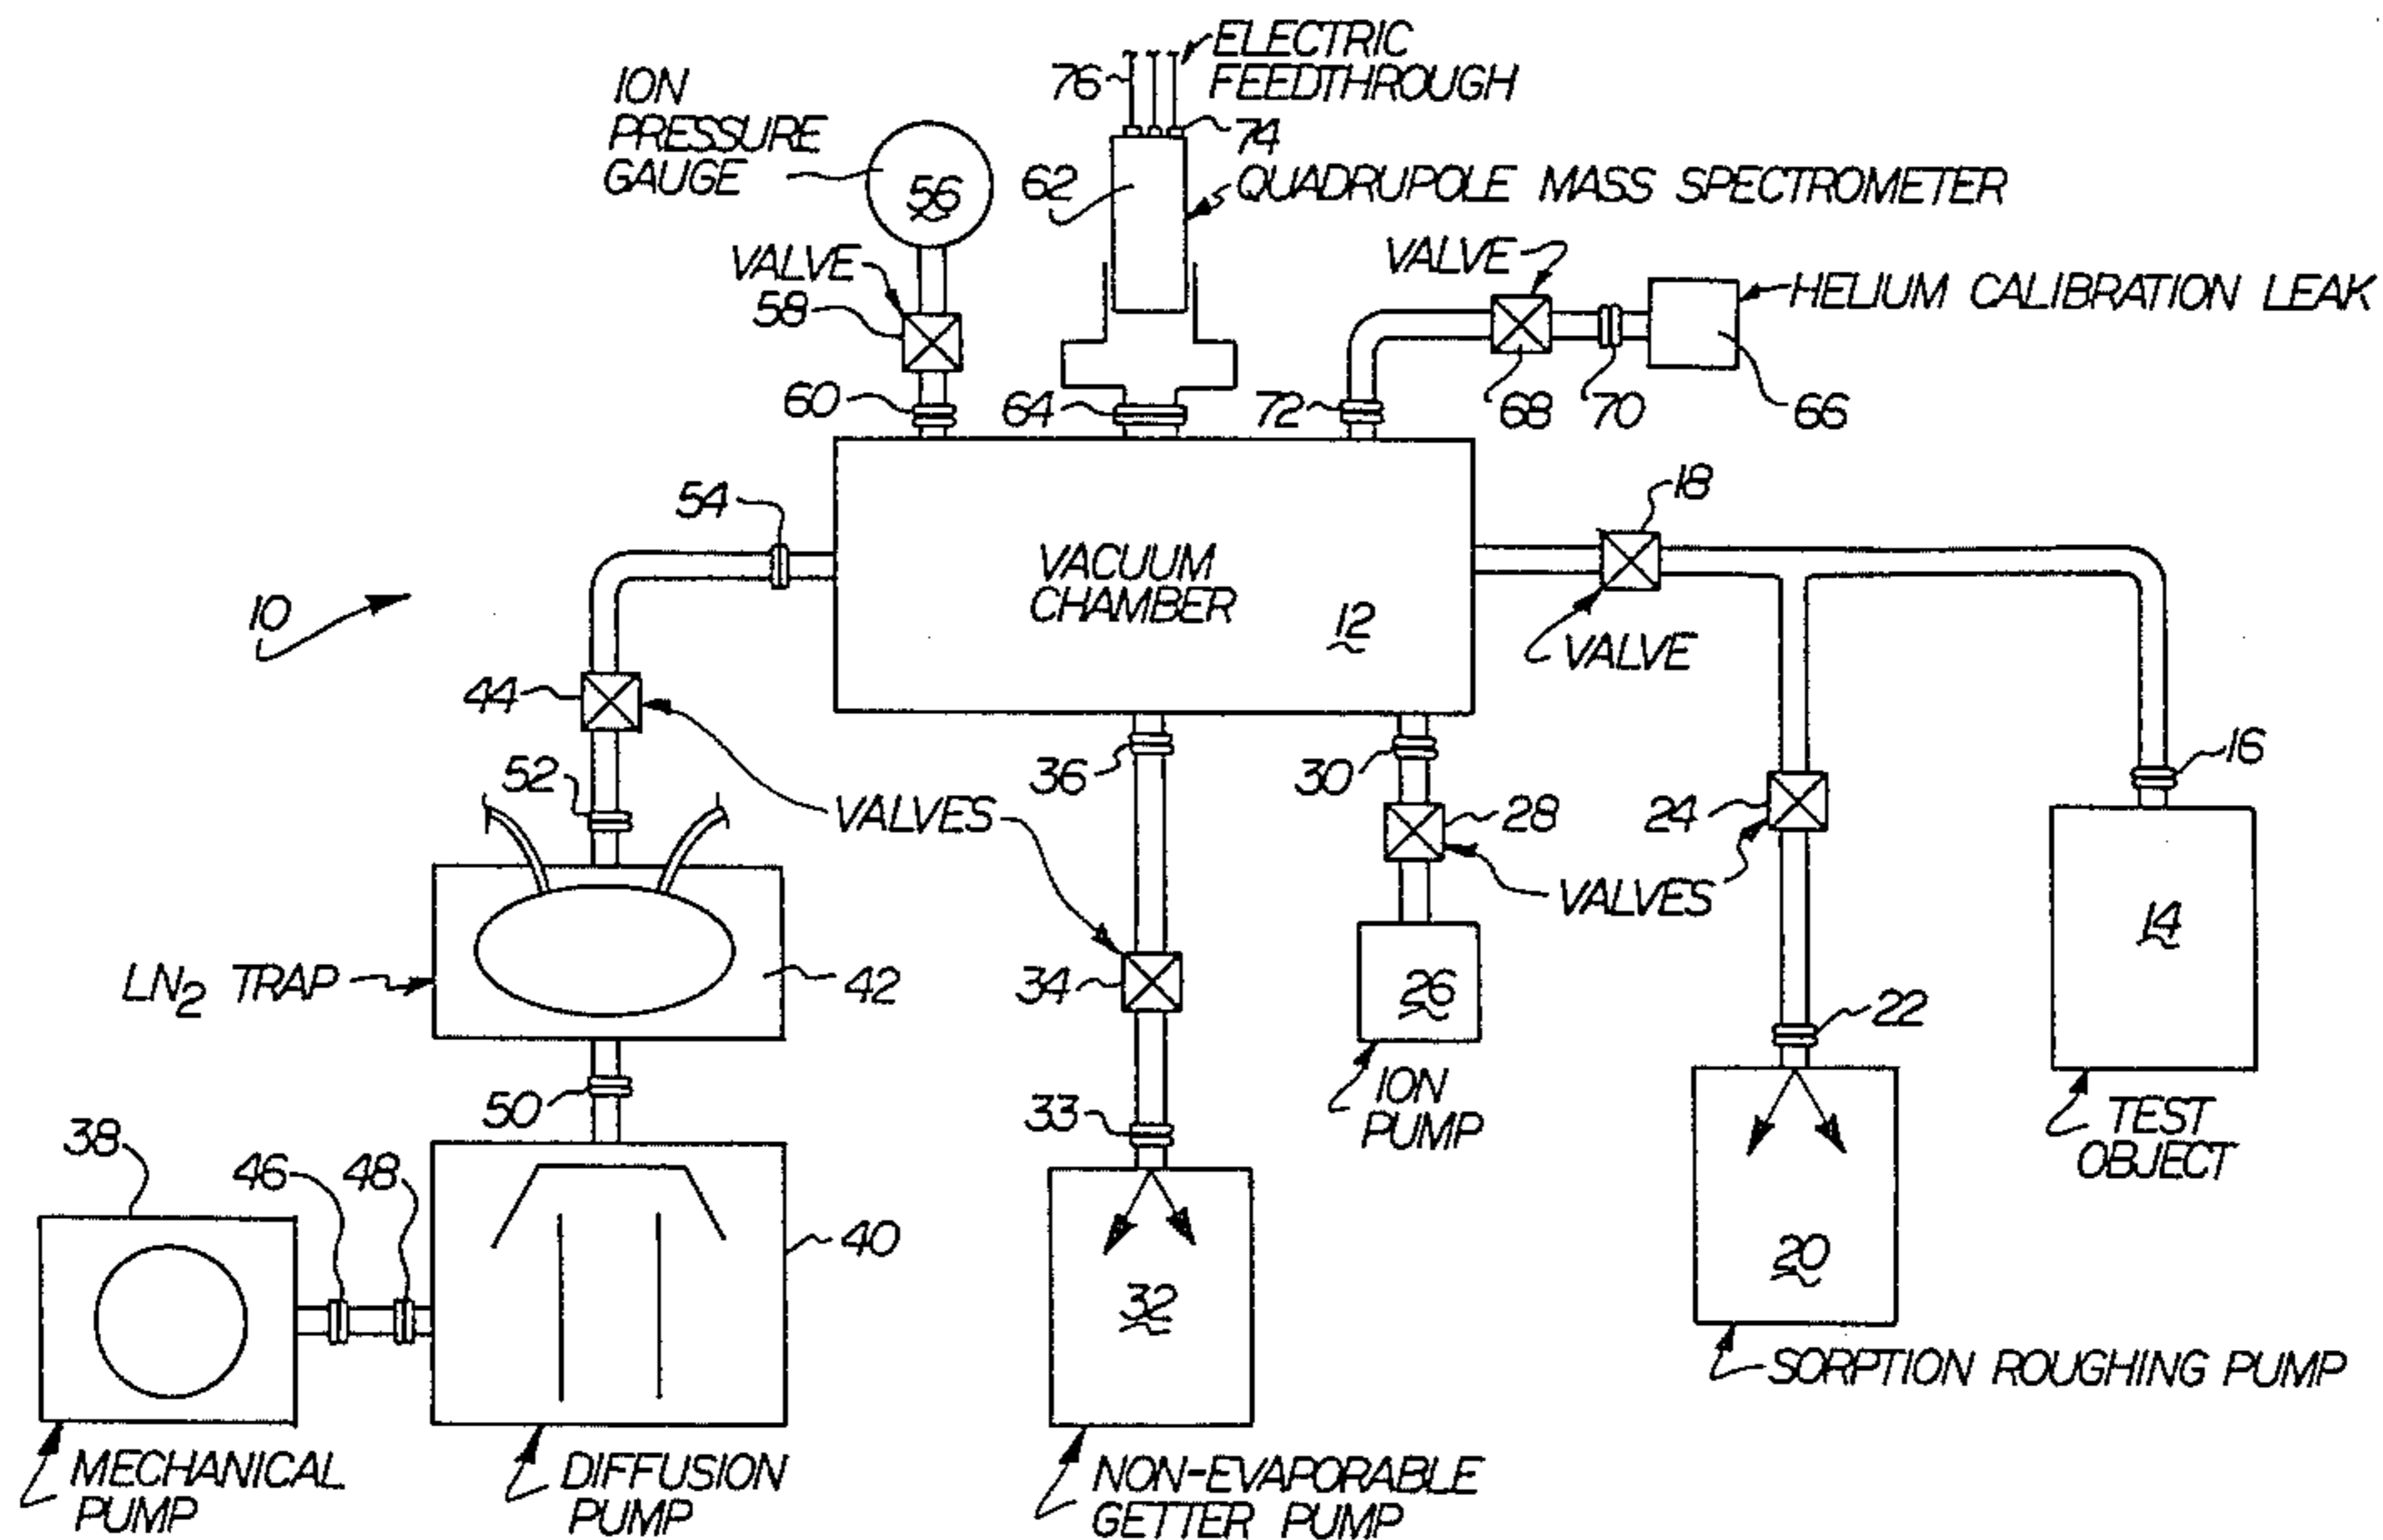 ELECTRIC
FEEDTHROUGH
76
74
ION
PRESSURE
GAUGE
56
62
QUADRUPOLE MASS SPECTROMETER
VALVE
58
VALVE
HELIUM CALIBRATION LEAK
60
64
72
68
70
66
54
18
VACUUM
CHAMBER
12
10
VALVE
44
52
36
30
16
VALVES
28
24
VALVES
14
LN2 TRAP
42
34
26
22
50
ION
PUMP
33
TEST
OBJECT
38
46
48
40
32
20
SORPTION ROUGHING PUMP
MECHANICAL
PUMP
DIFFUSION
PUMP
NON-EVAPORABLE
GETTER PUMP